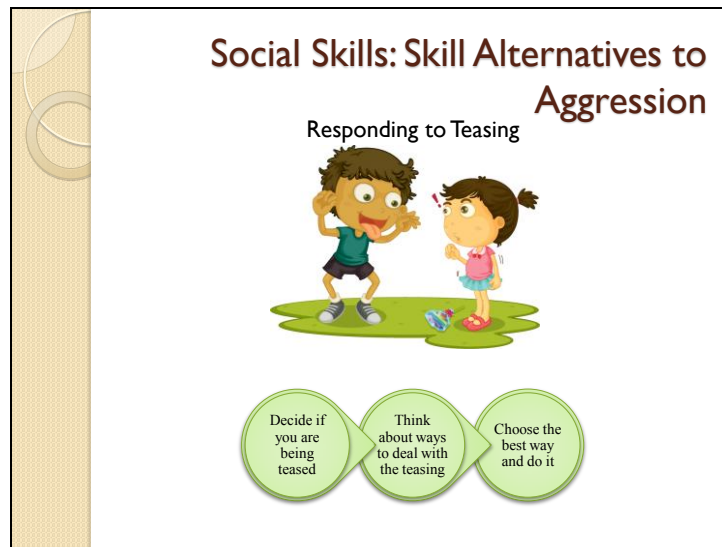 Social Skills: Skill Alternatives to
Aggression
Responding to Teasing
Decide if
you are
being
teased
Think
about ways
to deal with
the teasing
Choose the
best way
and do it